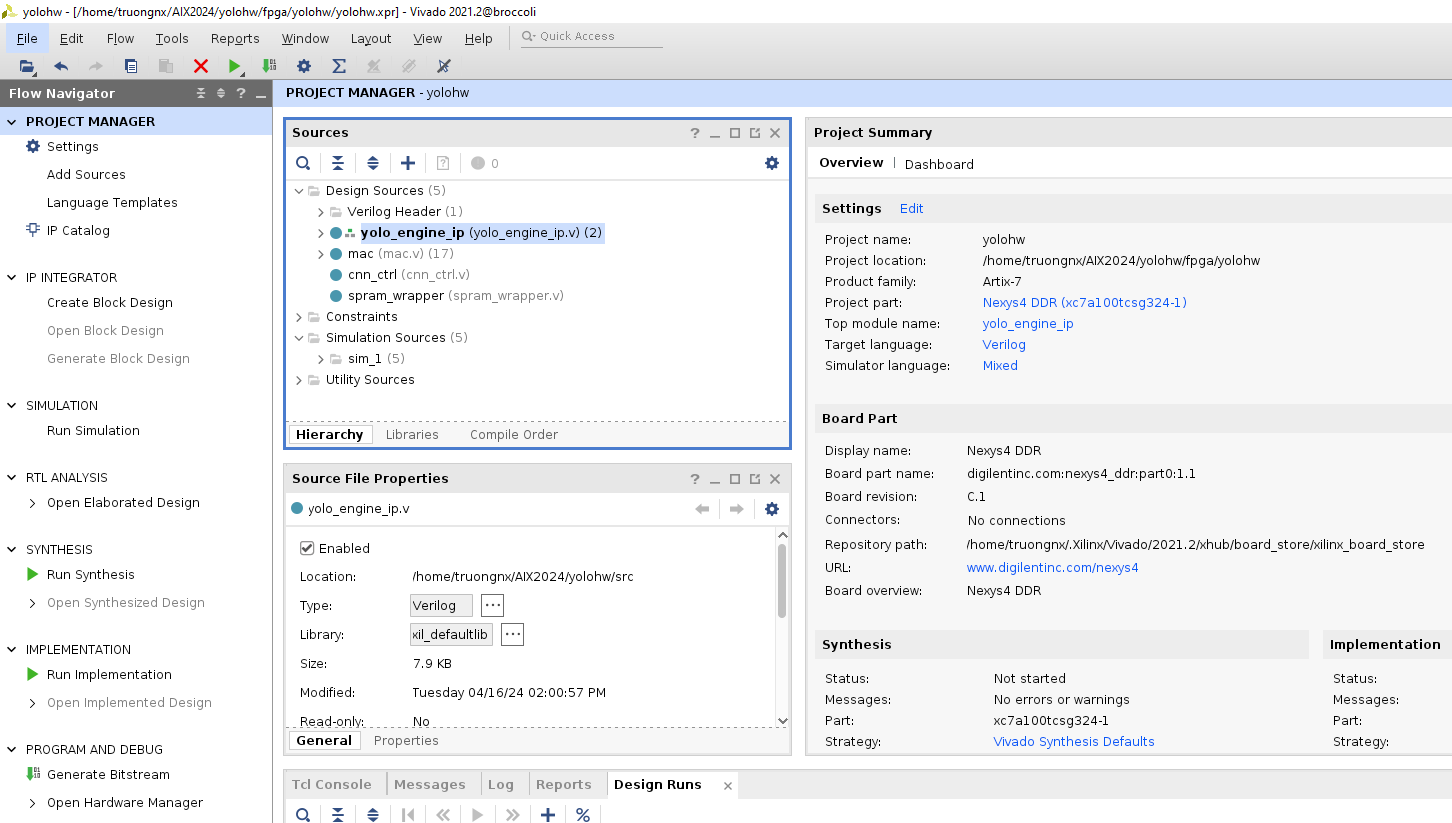 yolohw - [/home/truongnx/AIX2024/yolohw/fpga/yolohw/yolohw.xpr] - Vivado 2021.2@broccoli
File Edit Flow Tools Reports Window Layout View Help Quick Access
Flow Navigator
PROJECT MANAGER
Settings
Add Sources
Language Templates
IP Catalog
IP INTEGRATOR
Create Block Design
Open Block Design
Generate Block Design
SIMULATION
Run Simulation
RTL ANALYSIS
Open Elaborated Design
SYNTHESIS
Run Synthesis
Open Synthesized Design
IMPLEMENTATION
Run Implementation
Open Implemented Design
PROGRAM AND DEBUG
Generate Bitstream
Open Hardware Manager
PROJECT MANAGER - yolohw
Sources
0
Design Sources (5)
Verilog Header (1)
yolo_engine_ip (yolo_engine_ip.v) (2)
mac (mac.v) (17)
cnn_ctrl (cnn_ctrl.v)
spram_wrapper (spram_wrapper.v)
Constraints
Simulation Sources (5)
sim_1 (5)
Utility Sources
Hierarchy Libraries Compile Order
Source File Properties
yolo_engine_ip.v
Enabled
Location: /home/truongnx/AIX2024/yolohw/src
Type: Verilog
Library: xil_defaultlib
Size: 7.9 KB
Modified: Tuesday 04/16/24 02:00:57 PM
Read-only: No
General Properties
Project Summary
Overview | Dashboard
Settings Edit
Project name: yolohw
Project location: /home/truongnx/AIX2024/yolohw/fpga/yolohw
Product family: Artix-7
Project part: Nexys4 DDR (xc7a100tcsg324-1)
Top module name: yolo_engine_ip
Target language: Verilog
Simulator language: Mixed
Board Part
Display name: Nexys4 DDR
Board part name: digilentinc.com:nexys4_ddr:part0:1.1
Board revision: C.1
Connectors: No connections
Repository path: /home/truongnx/.Xilinx/Vivado/2021.2/xhub/board_store/xilinx_board_store
URL: www.digilentinc.com/nexys4
Board overview: Nexys4 DDR
Synthesis
Status: Not started
Messages: No errors or warnings
Part: xc7a100tcsg324-1
Strategy: Vivado Synthesis Defaults
Implementation
Status:
Messages:
Part:
Strategy:
Tcl Console Messages Log Reports Design Runs